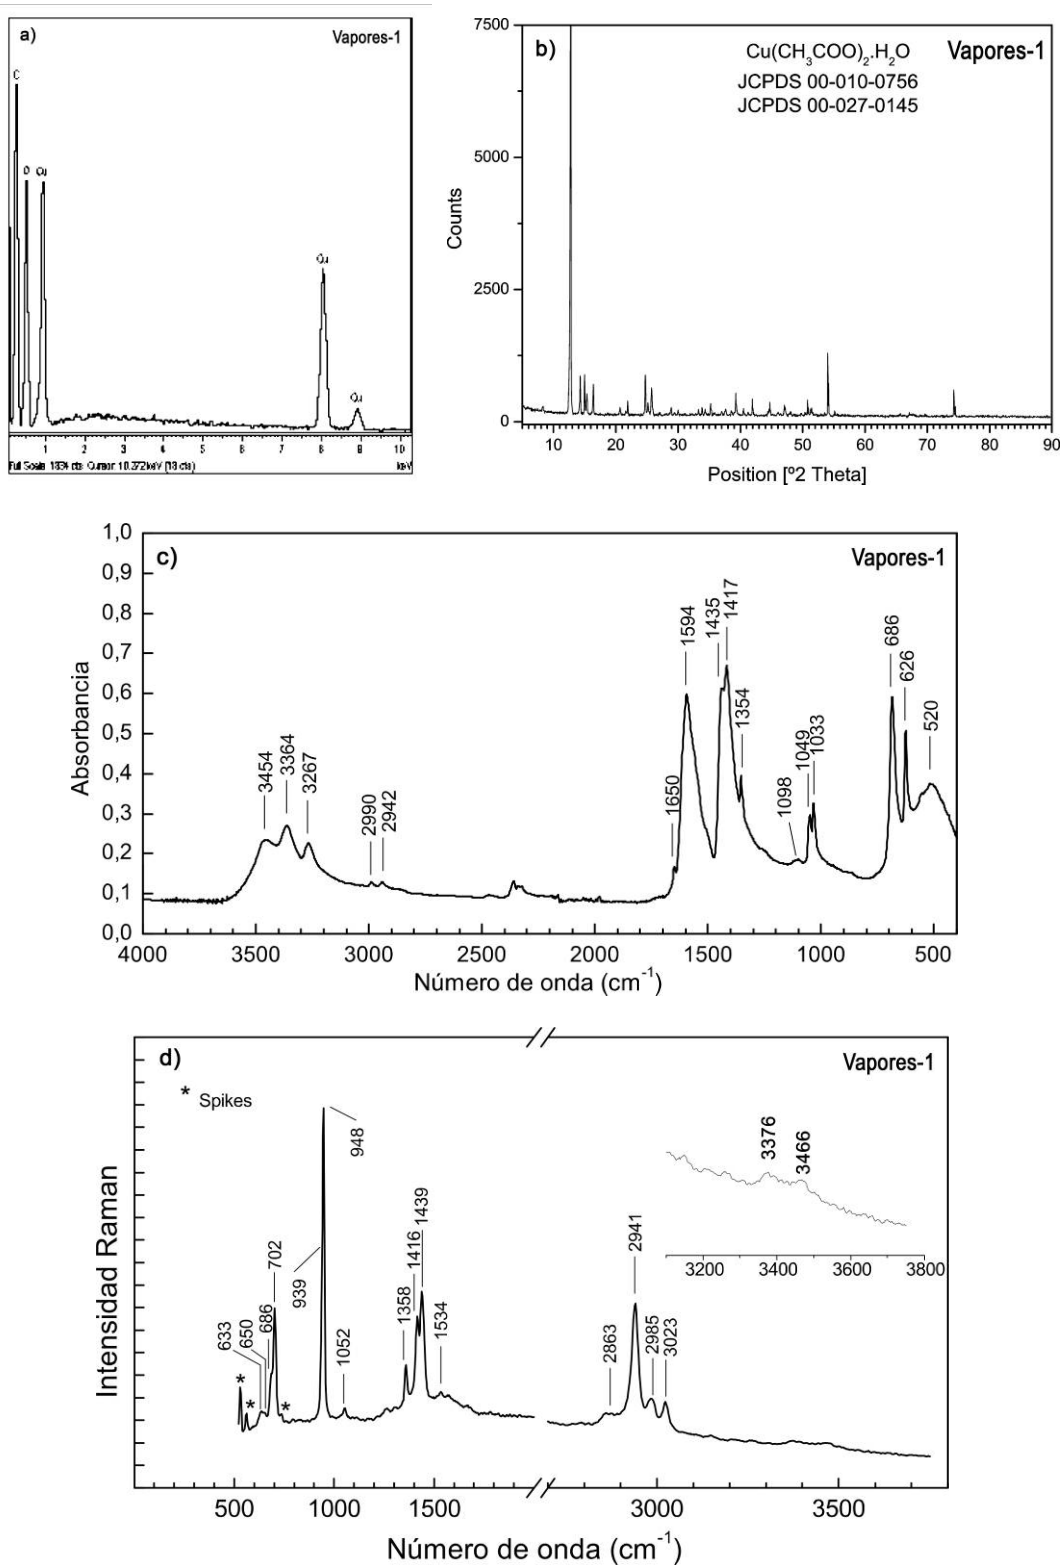 a)
Vapores-1
C
O
Cu
Cu
Cu
1 2 3 4 5 6 7 8 9 10
keV
b)
Vapores-1
Cu(CH₃COO)₂.H₂O
JCPDS 00-010-0756
JCPDS 00-027-0145
7500
5000
2500
0
Counts
10 20 30 40 50 60 70 80 90
Position [º2 Theta]
c)
Vapores-1
1,0
0,9
0,8
0,7
0,6
0,5
0,4
0,3
0,2
0,1
0,0
Absorbancia
3454
3364
3267
2990
2942
1650
1594
1435
1417
1354
1098
1049
1033
686
626
520
4000 3500 3000 2500 2000 1500 1000 500
Número de onda (cm⁻¹)
d)
Vapores-1
* Spikes
Intensidad Raman
*
*
*
633
650
686
702
939
948
1052
1358
1416
1439
1534
2863
2941
2985
3023
3376
3466
3200 3400 3600 3800
500 1000 1500 3000 3500
Número de onda (cm⁻¹)